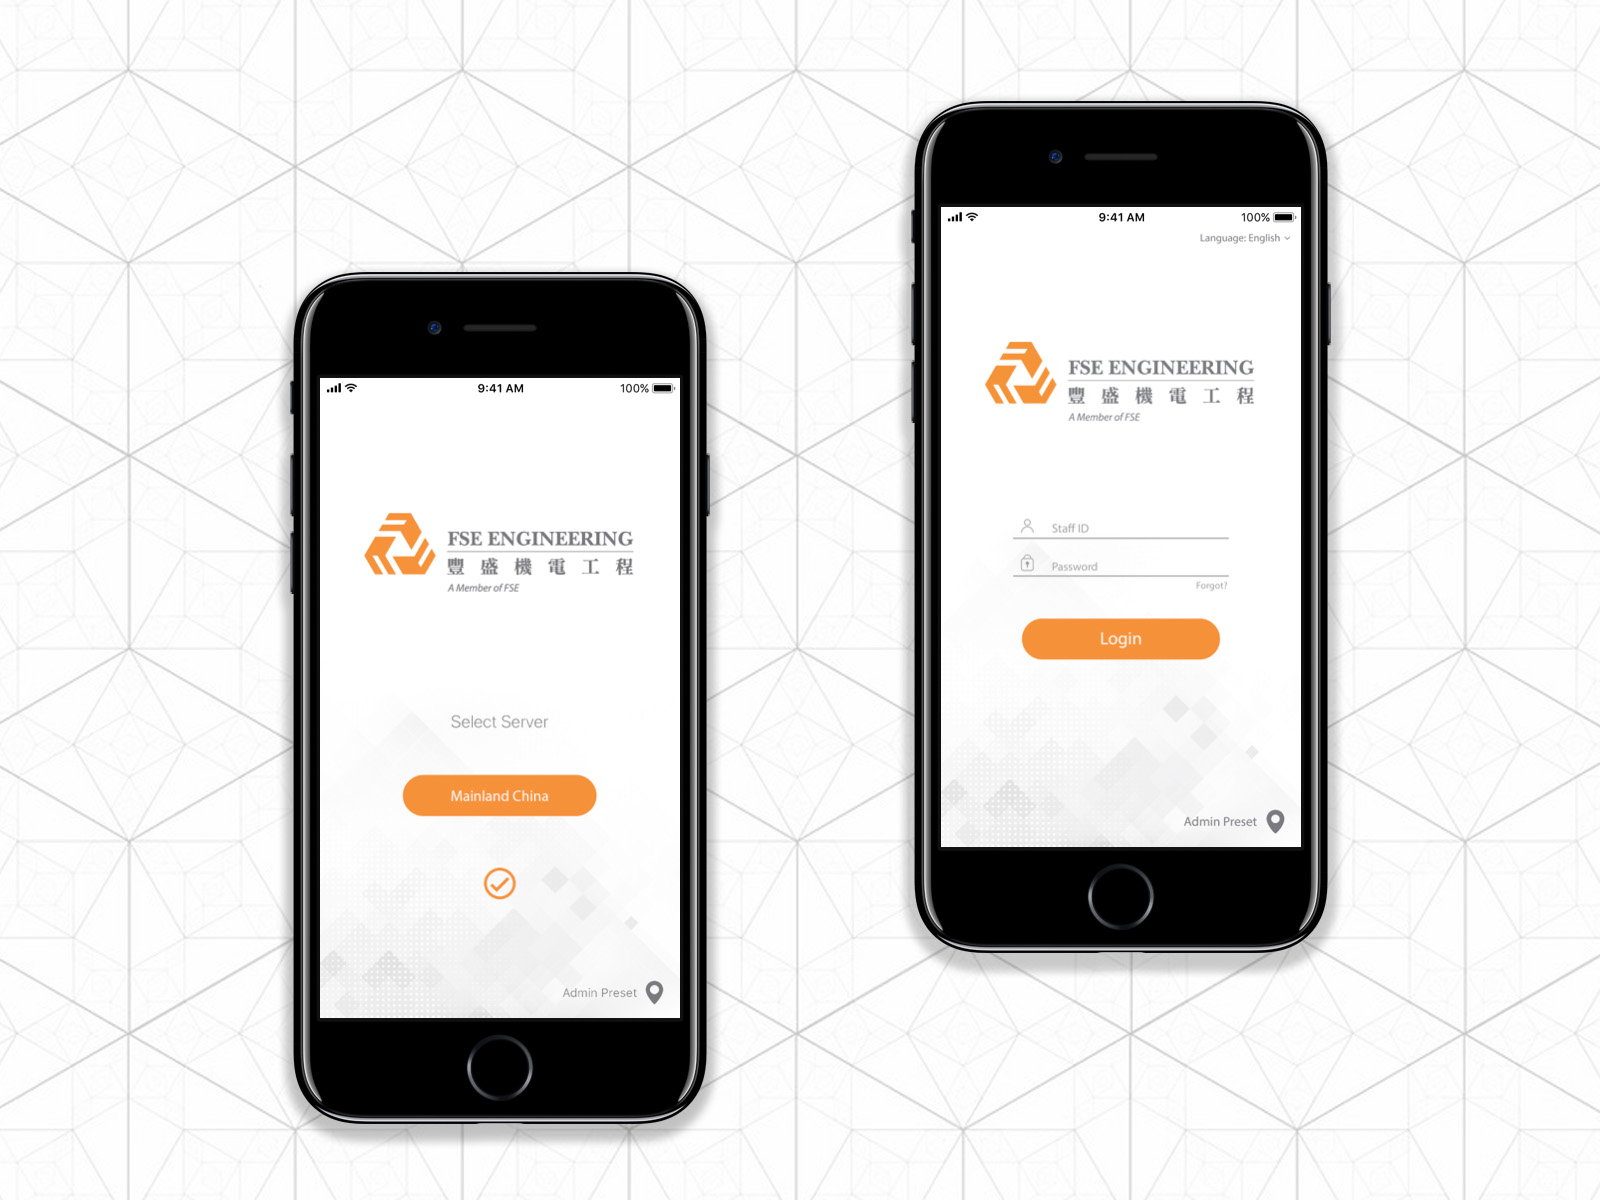 9:41 AM
100%
FSE ENGINEERING
豐盛機電工程
A Member of FSE
Select Server
Mainland China
Admin Preset
9:41 AM
100%
Language: English
FSE ENGINEERING
豐盛機電工程
A Member of FSE
Staff ID
Password
Forgot?
Login
Admin Preset